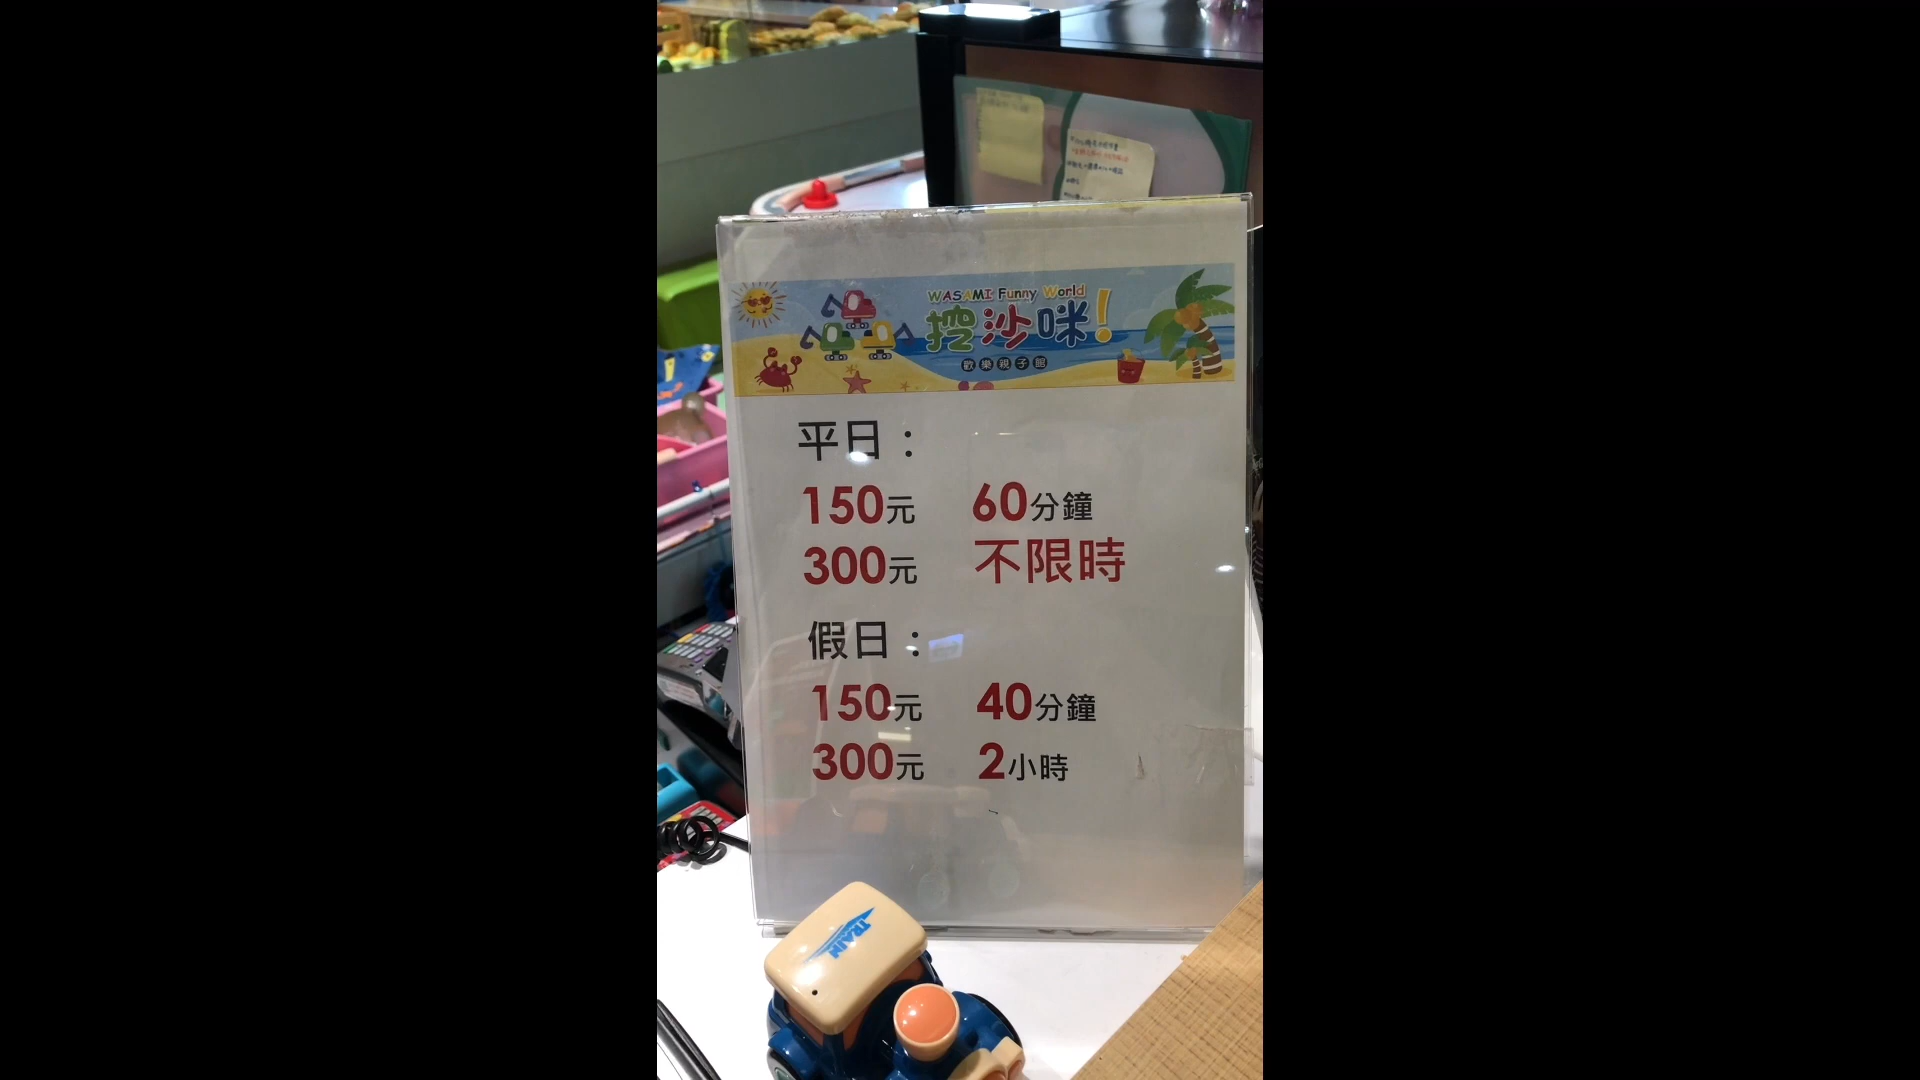 WASAMI Funny World
挖沙咪!
歡樂親子館
平日：
150元 60分鐘
300元 不限時
假日：
150元 40分鐘
300元 2小時
TRAIN